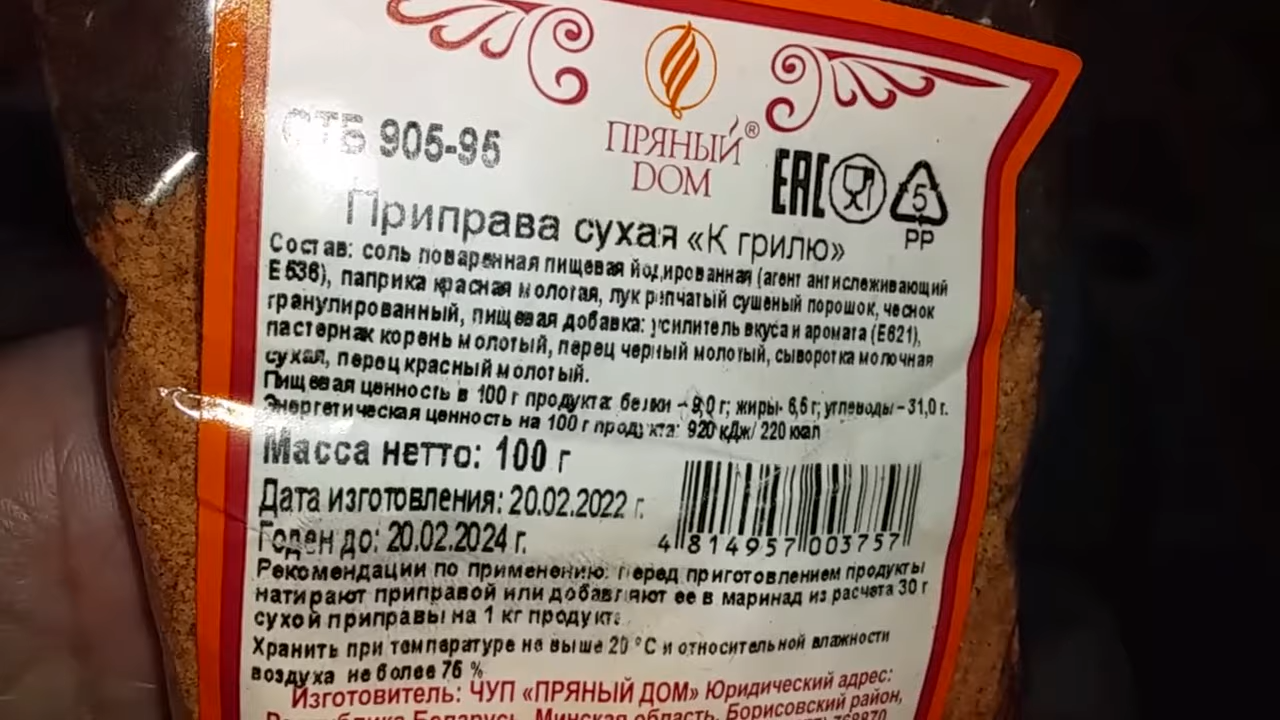 ПРЯНЫЙ ®
DOM
СТБ 905-95
EAC
5
PP
Приправа сухая «К грилю»
Состав: соль поваренная пищевая йодированная (агент антислеживающий
Е536), паприка красная молотая, лук репчатый сушеный порошок, чеснок
гранулированный, пищевая добавка: усилитель вкуса и аромата (Е621),
пастернак корень молотый, перец черный молотый, сыворотка молочная
сухая, перец красный молотый.
Пищевая ценность в 100 г продукта: белки – 9,0 г; жиры- 6,6 г; углеводы – 31,0 г.
Энергетическая ценность на 100 г продукта: 920 кДж/ 220 ккал
Масса нетто: 100 г
Дата изготовления: 20.02.2022 г.
Годен до: 20.02.2024 г.
4 814957 003757
Рекомендации по применению: перед приготовлением продукты
натирают приправой или добавляют ее в маринад из расчета 30 г
сухой приправы на 1 кг продукта
Хранить при температуре не выше 20 °С и относительной влажности
воздуха не более 75 %
Изготовитель: ЧУП «ПРЯНЫЙ ДОМ» Юридический адрес:
Республика Беларусь, Минская область, Борисовский район,